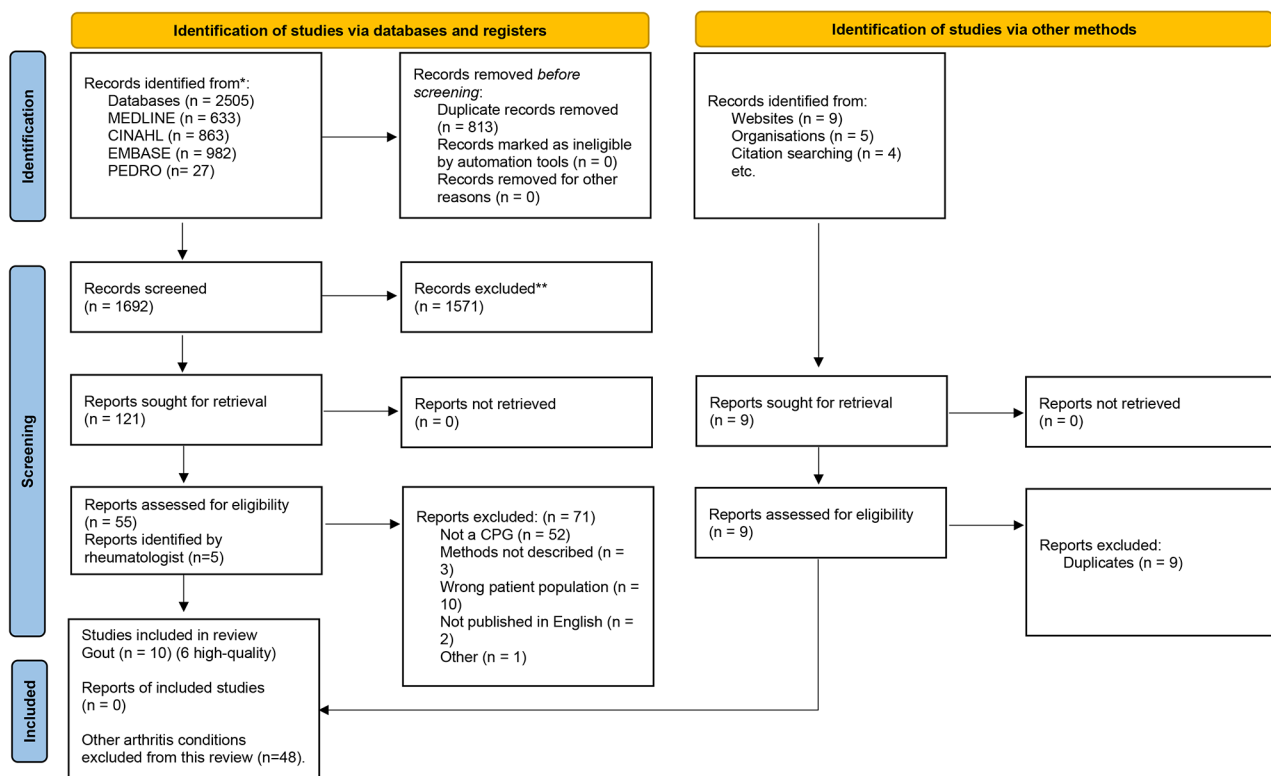 Identification of studies via databases and registers
Identification of studies via other methods
Identification
Records identified from*:
Databases (n = 2505)
MEDLINE (n = 633)
CINAHL (n = 863)
EMBASE (n = 982)
PEDRO (n= 27)
Records removed before
screening:
Duplicate records removed
(n = 813)
Records marked as ineligible
by automation tools (n = 0)
Records removed for other
reasons (n = 0)
Records identified from:
Websites (n = 9)
Organisations (n = 5)
Citation searching (n = 4)
etc.
Screening
Records screened
(n = 1692)
Records excluded**
(n = 1571)
Reports sought for retrieval
(n = 121)
Reports not retrieved
(n = 0)
Reports sought for retrieval
(n = 9)
Reports not retrieved
(n = 0)
Reports assessed for eligibility
(n = 55)
Reports identified by
rheumatologist (n=5)
Reports excluded: (n = 71)
Not a CPG (n = 52)
Methods not described (n =
3)
Wrong patient population (n =
10)
Not published in English (n =
2)
Other (n = 1)
Reports assessed for eligibility
(n = 9)
Reports excluded:
Duplicates (n = 9)
Included
Studies included in review
Gout (n = 10) (6 high-quality)
Reports of included studies
(n = 0)
Other arthritis conditions
excluded from this review (n=48).